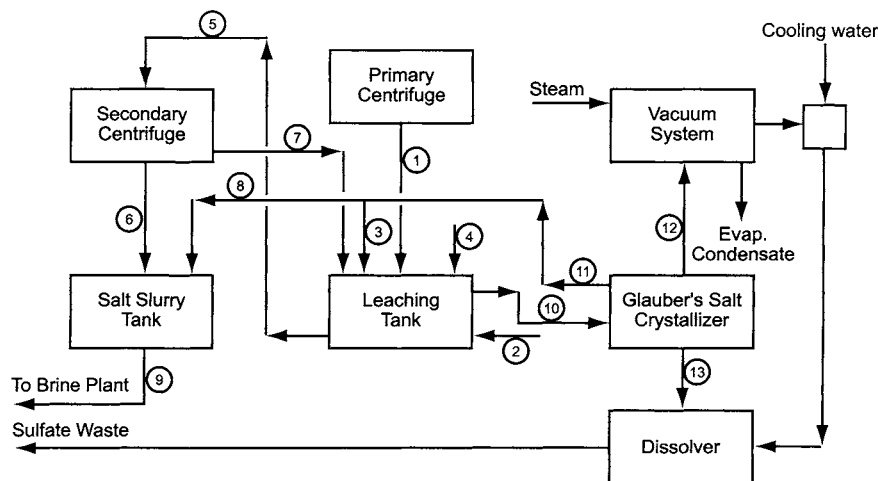 5
Cooling water
Primary
Centrifuge
Steam
Secondary
Centrifuge
Vacuum
System
7
1
8
6
3
4
12
Evap.
Condensate
11
Salt Slurry
Tank
Leaching
Tank
10
Glauber's Salt
Crystallizer
2
13
9
To Brine Plant
Sulfate Waste
Dissolver